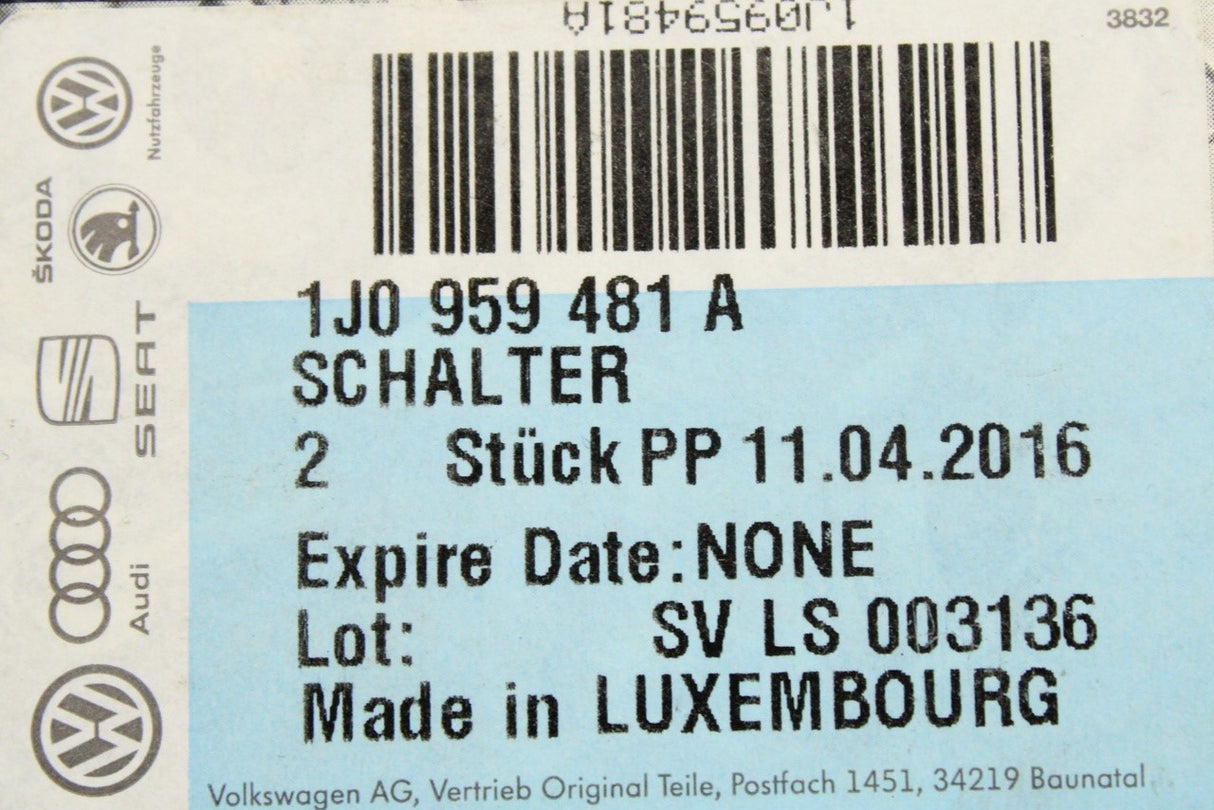 1J0959481A
3832
Nutzfahrzeuge
ŠKODA
SEAT
Audi
1J0 959 481 A
SCHALTER
2 Stück PP 11.04.2016
Expire Date:NONE
Lot: SV LS 003136
Made in LUXEMBOURG
Volkswagen AG, Vertrieb Original Teile, Postfach 1451, 34219 Baunatal